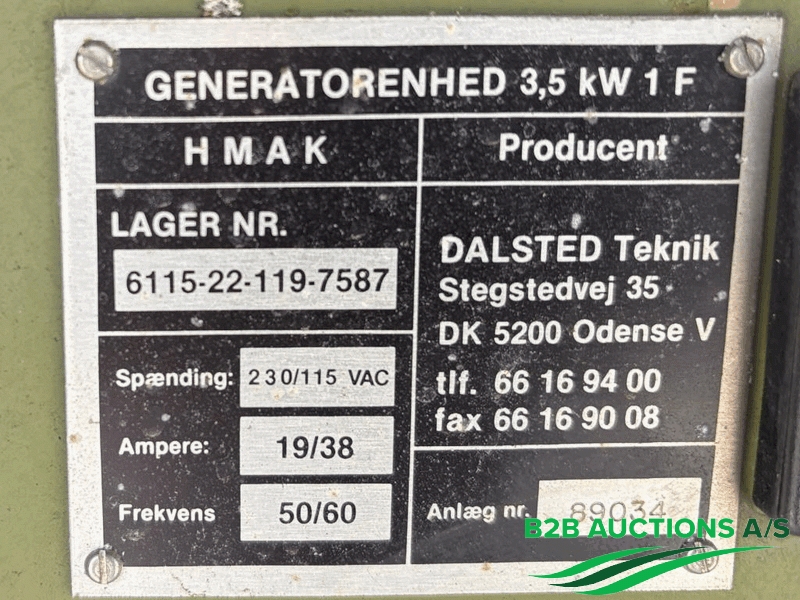 GENERATORENHED 3,5 kW 1 F
HMAK
Producent
LAGER NR.
6115-22-119-7587
DALSTED Teknik
Stegstedvej 35
DK 5200 Odense V
tlf. 66 16 94 00
fax 66 16 90 08
Spænding: 230/115 VAC
Ampere: 19/38
Frekvens 50/60
Anlæg nr. 89034
B2B AUCTIONS A/S